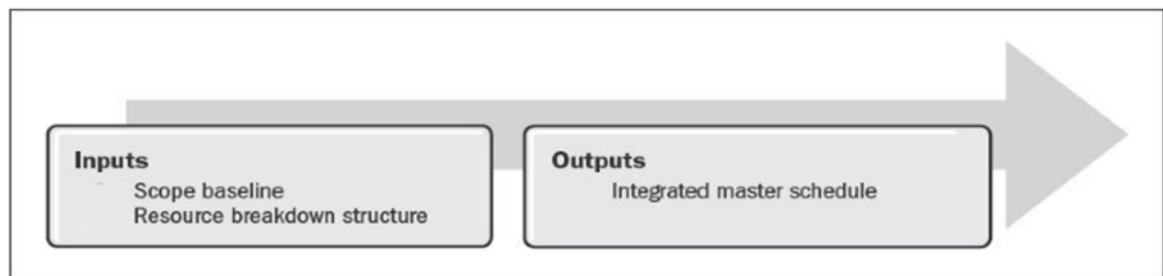 Inputs
Scope baseline
Resource breakdown structure
Outputs
Integrated master schedule